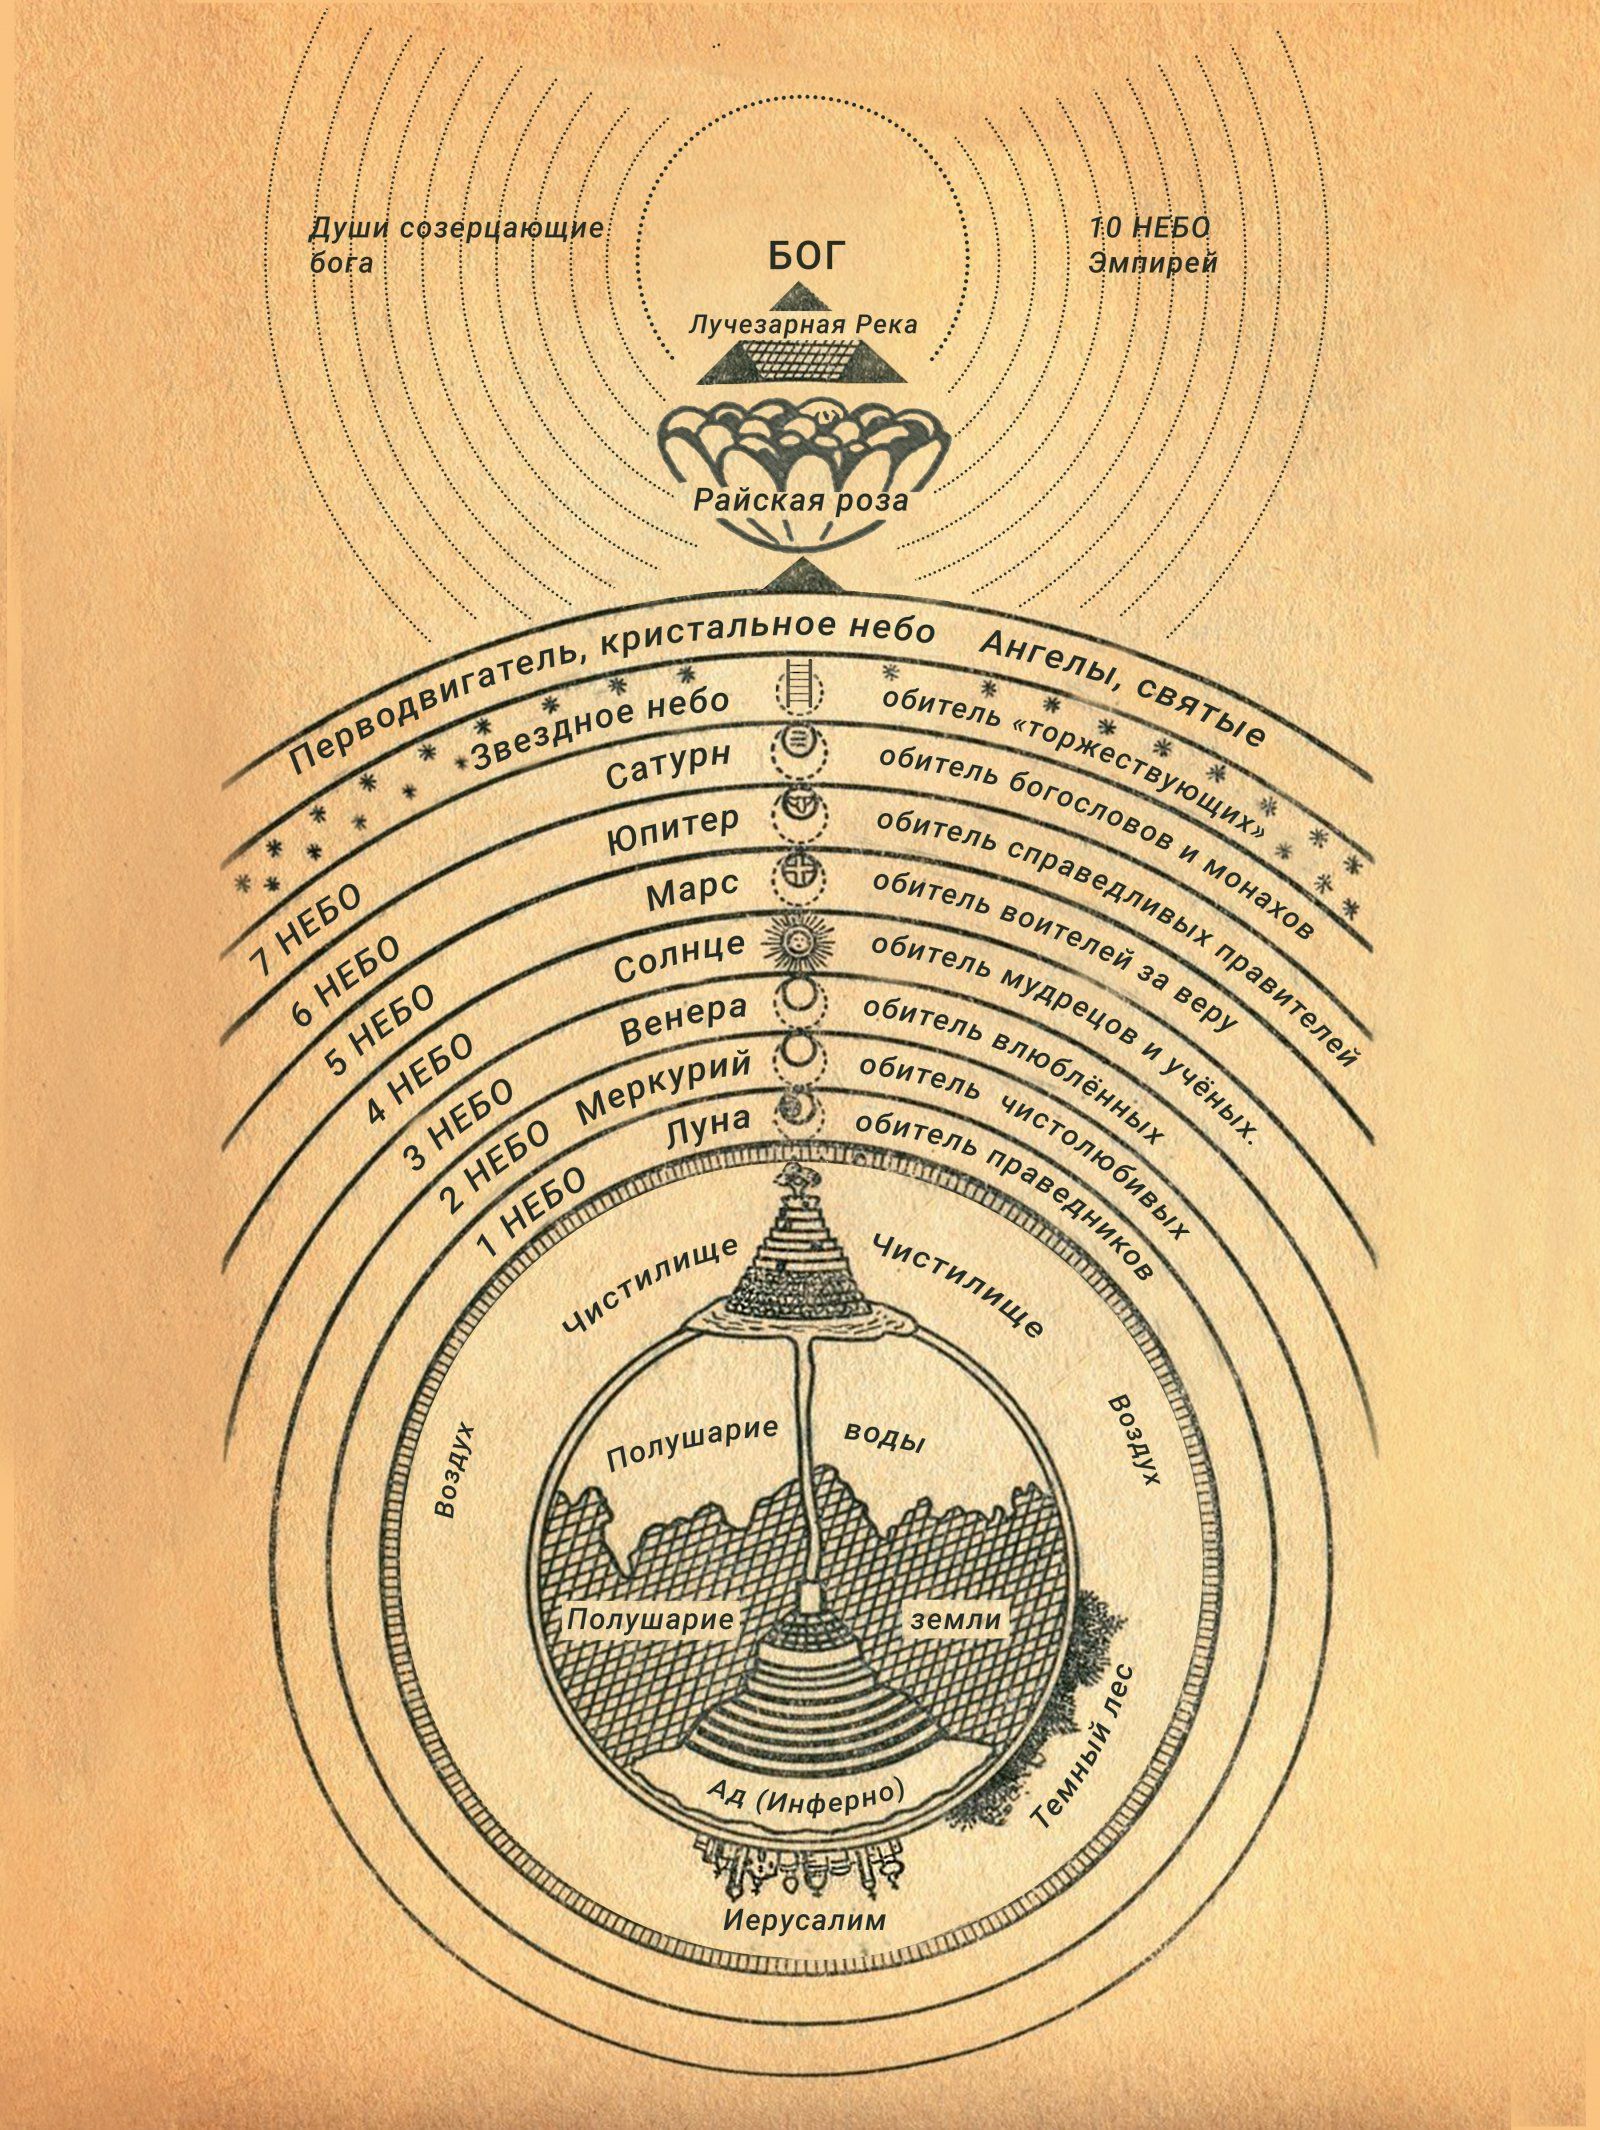 Души созерцающие
бога
10 НЕБО
Эмпирей
БОГ
Лучезарная Река
Райская роза
Перводвигатель, кристальное небо Ангелы, святые
Звездное небо обитель «торжествующих»
7 НЕБО Сатурн обитель богословов и монахов
6 НЕБО Юпитер обитель справедливых правителей
5 НЕБО Марс обитель воителей за веру
4 НЕБО Солнце обитель мудрецов и учёных.
3 НЕБО Венера обитель влюблённых
2 НЕБО Меркурий обитель чистолюбивых
1 НЕБО Луна обитель праведников
Чистилище Чистилище
Воздух Воздух
Полушарие воды
Полушарие земли
Темный лес
Ад (Инферно)
Иерусалим